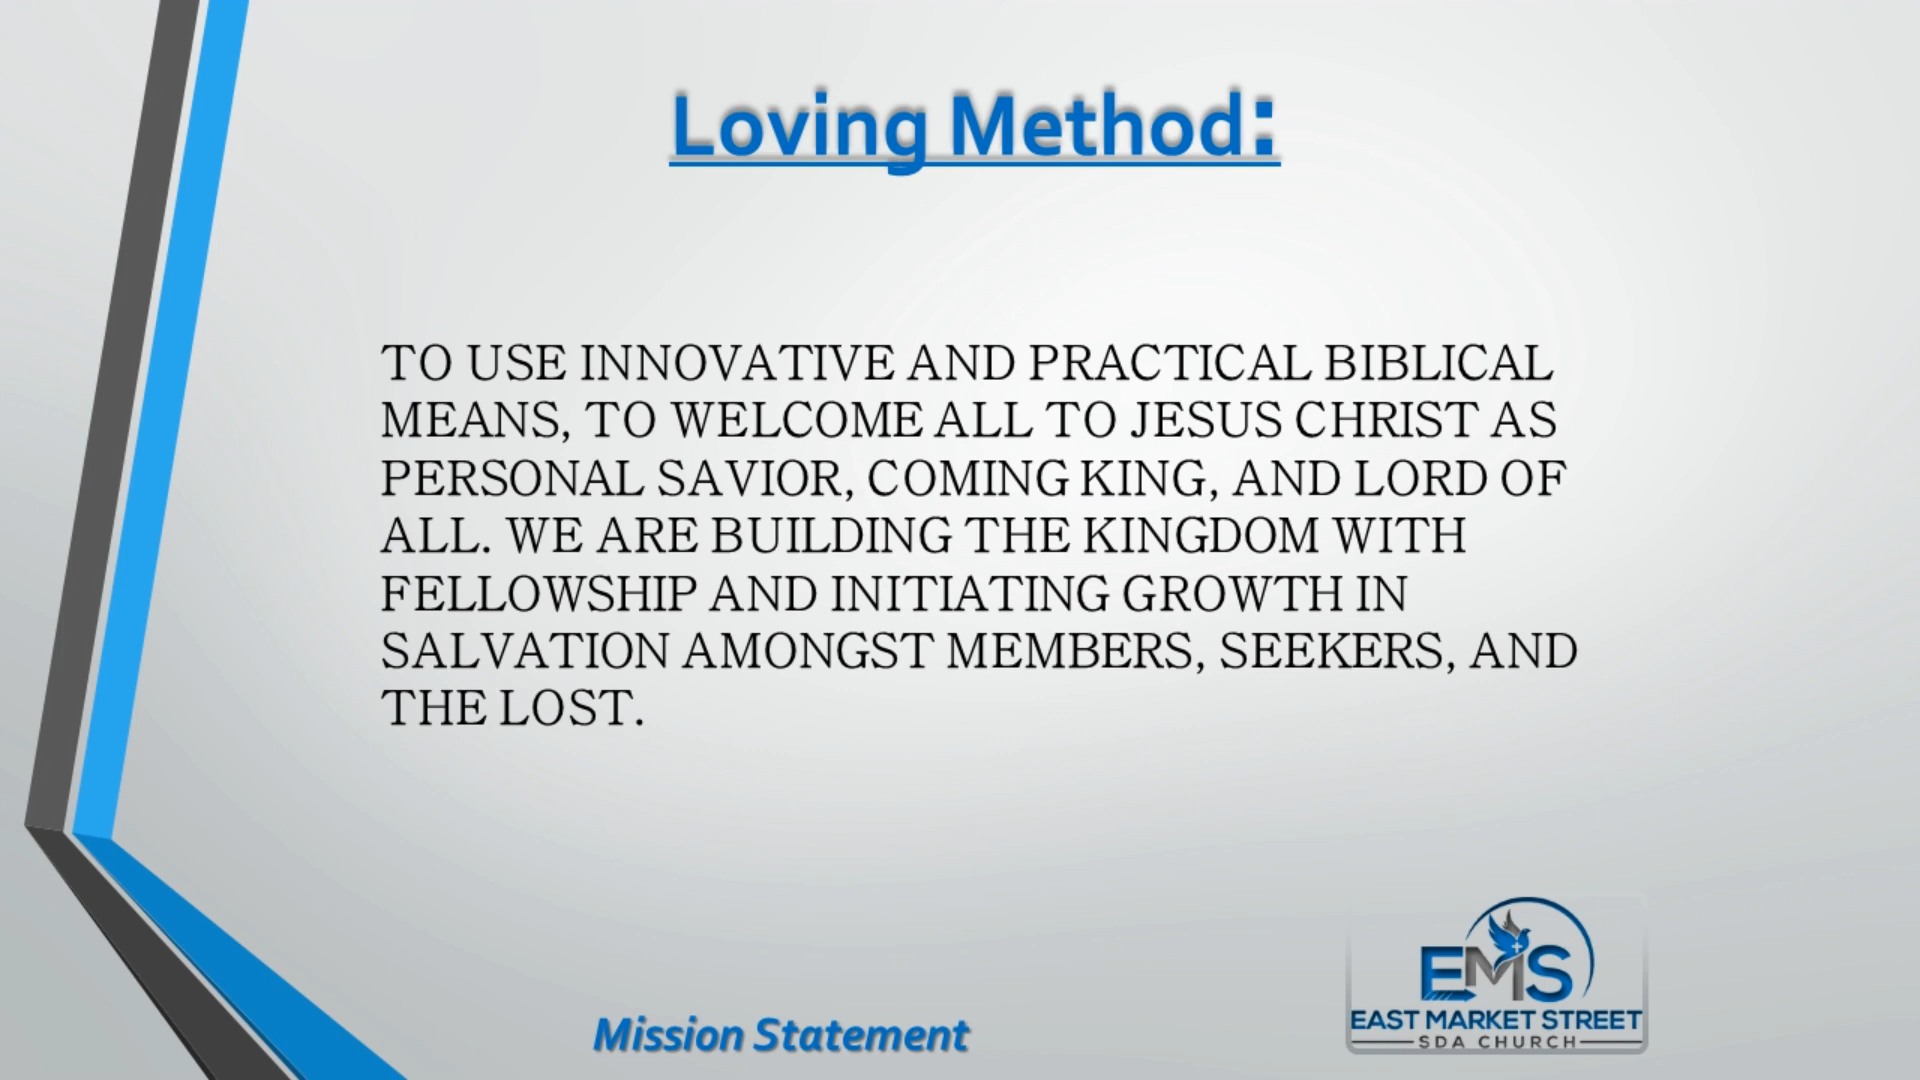 Loving Method:
TO USE INNOVATIVE AND PRACTICAL BIBLICAL
MEANS, TO WELCOME ALL TO JESUS CHRIST AS
PERSONAL SAVIOR, COMING KING, AND LORD OF
ALL. WE ARE BUILDING THE KINGDOM WITH
FELLOWSHIP AND INITIATING GROWTH IN
SALVATION AMONGST MEMBERS, SEEKERS, AND
THE LOST.
Mission Statement
EMS
EAST MARKET STREET
SDA CHURCH